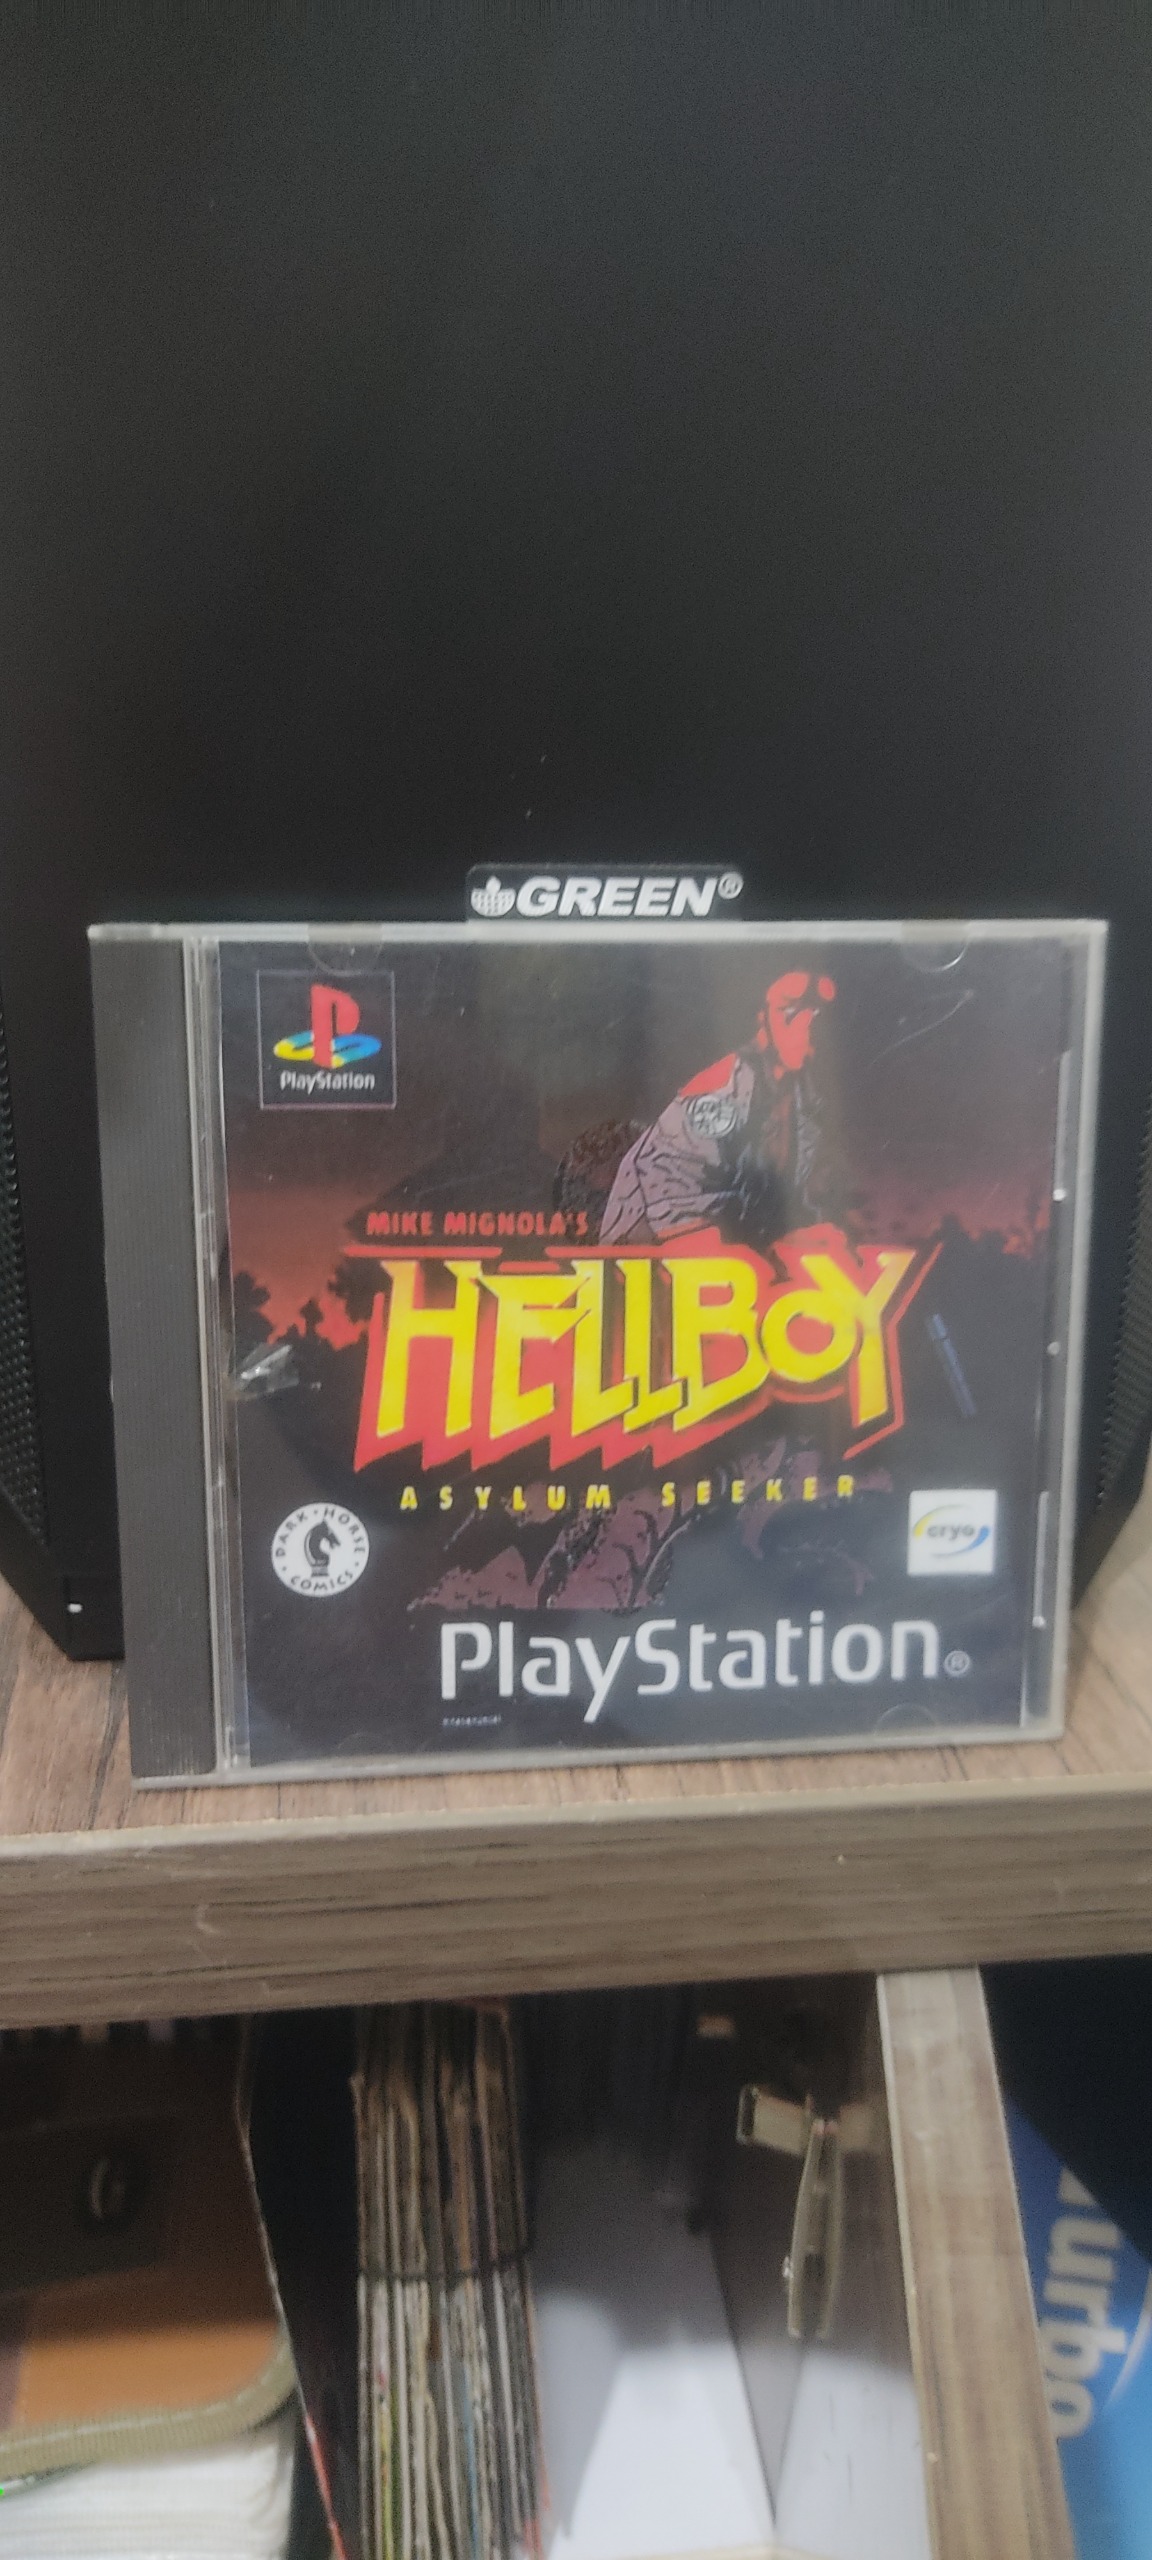 GREEN®
PlayStation
MIKE MIGNOLA'S
HELLBOY
ASYLUM SEEKER
DARK · HORSE · COMICS
cryo
PlayStation®
urbo